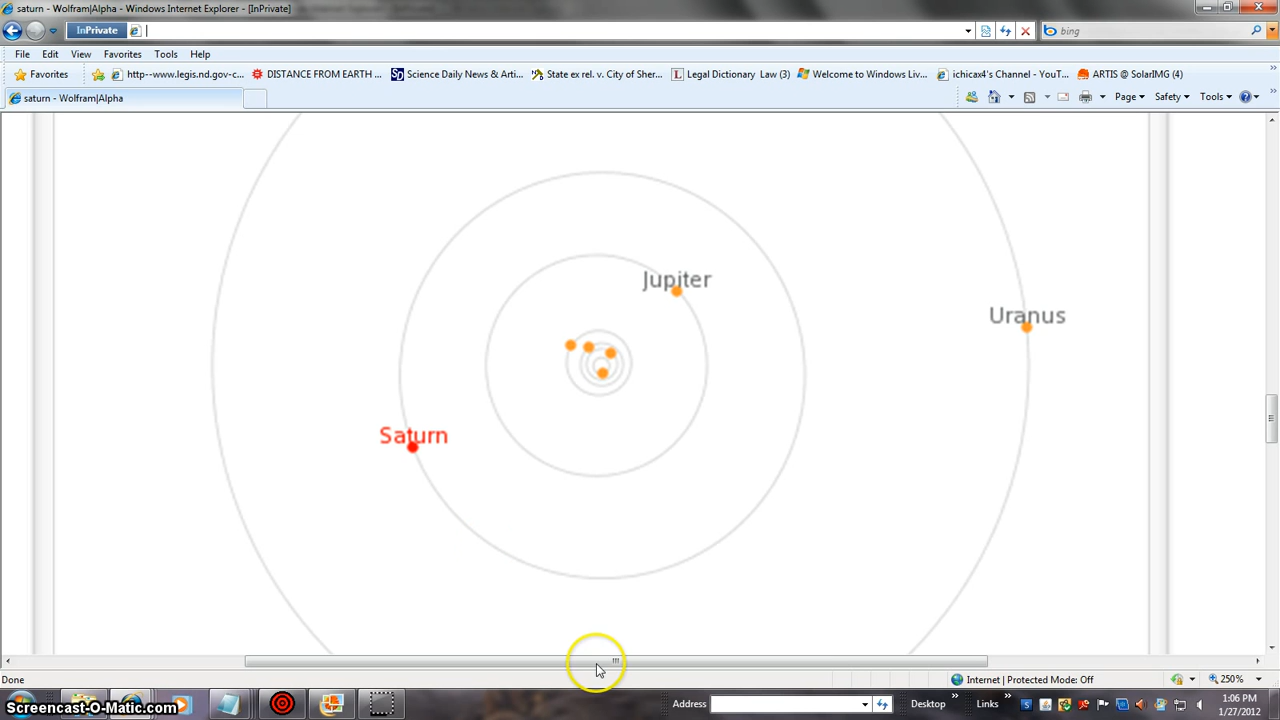 saturn - Wolfram|Alpha - Windows Internet Explorer - [InPrivate]
InPrivate
bing
File Edit View Favorites Tools Help
Favorites http--www.legis.nd.gov-c... DISTANCE FROM EARTH ... Science Daily News & Arti... State ex rel. v. City of Sher... Legal Dictionary Law (3) Welcome to Windows Liv... ichicax4's Channel - YouT... ARTIS @ SolarIMG (4)
saturn - Wolfram|Alpha
Page Safety Tools
Jupiter
Uranus
Saturn
Done
Internet | Protected Mode: Off
250%
Screencast-O-Matic.com
Address
Desktop
Links
1:06 PM
1/27/2012